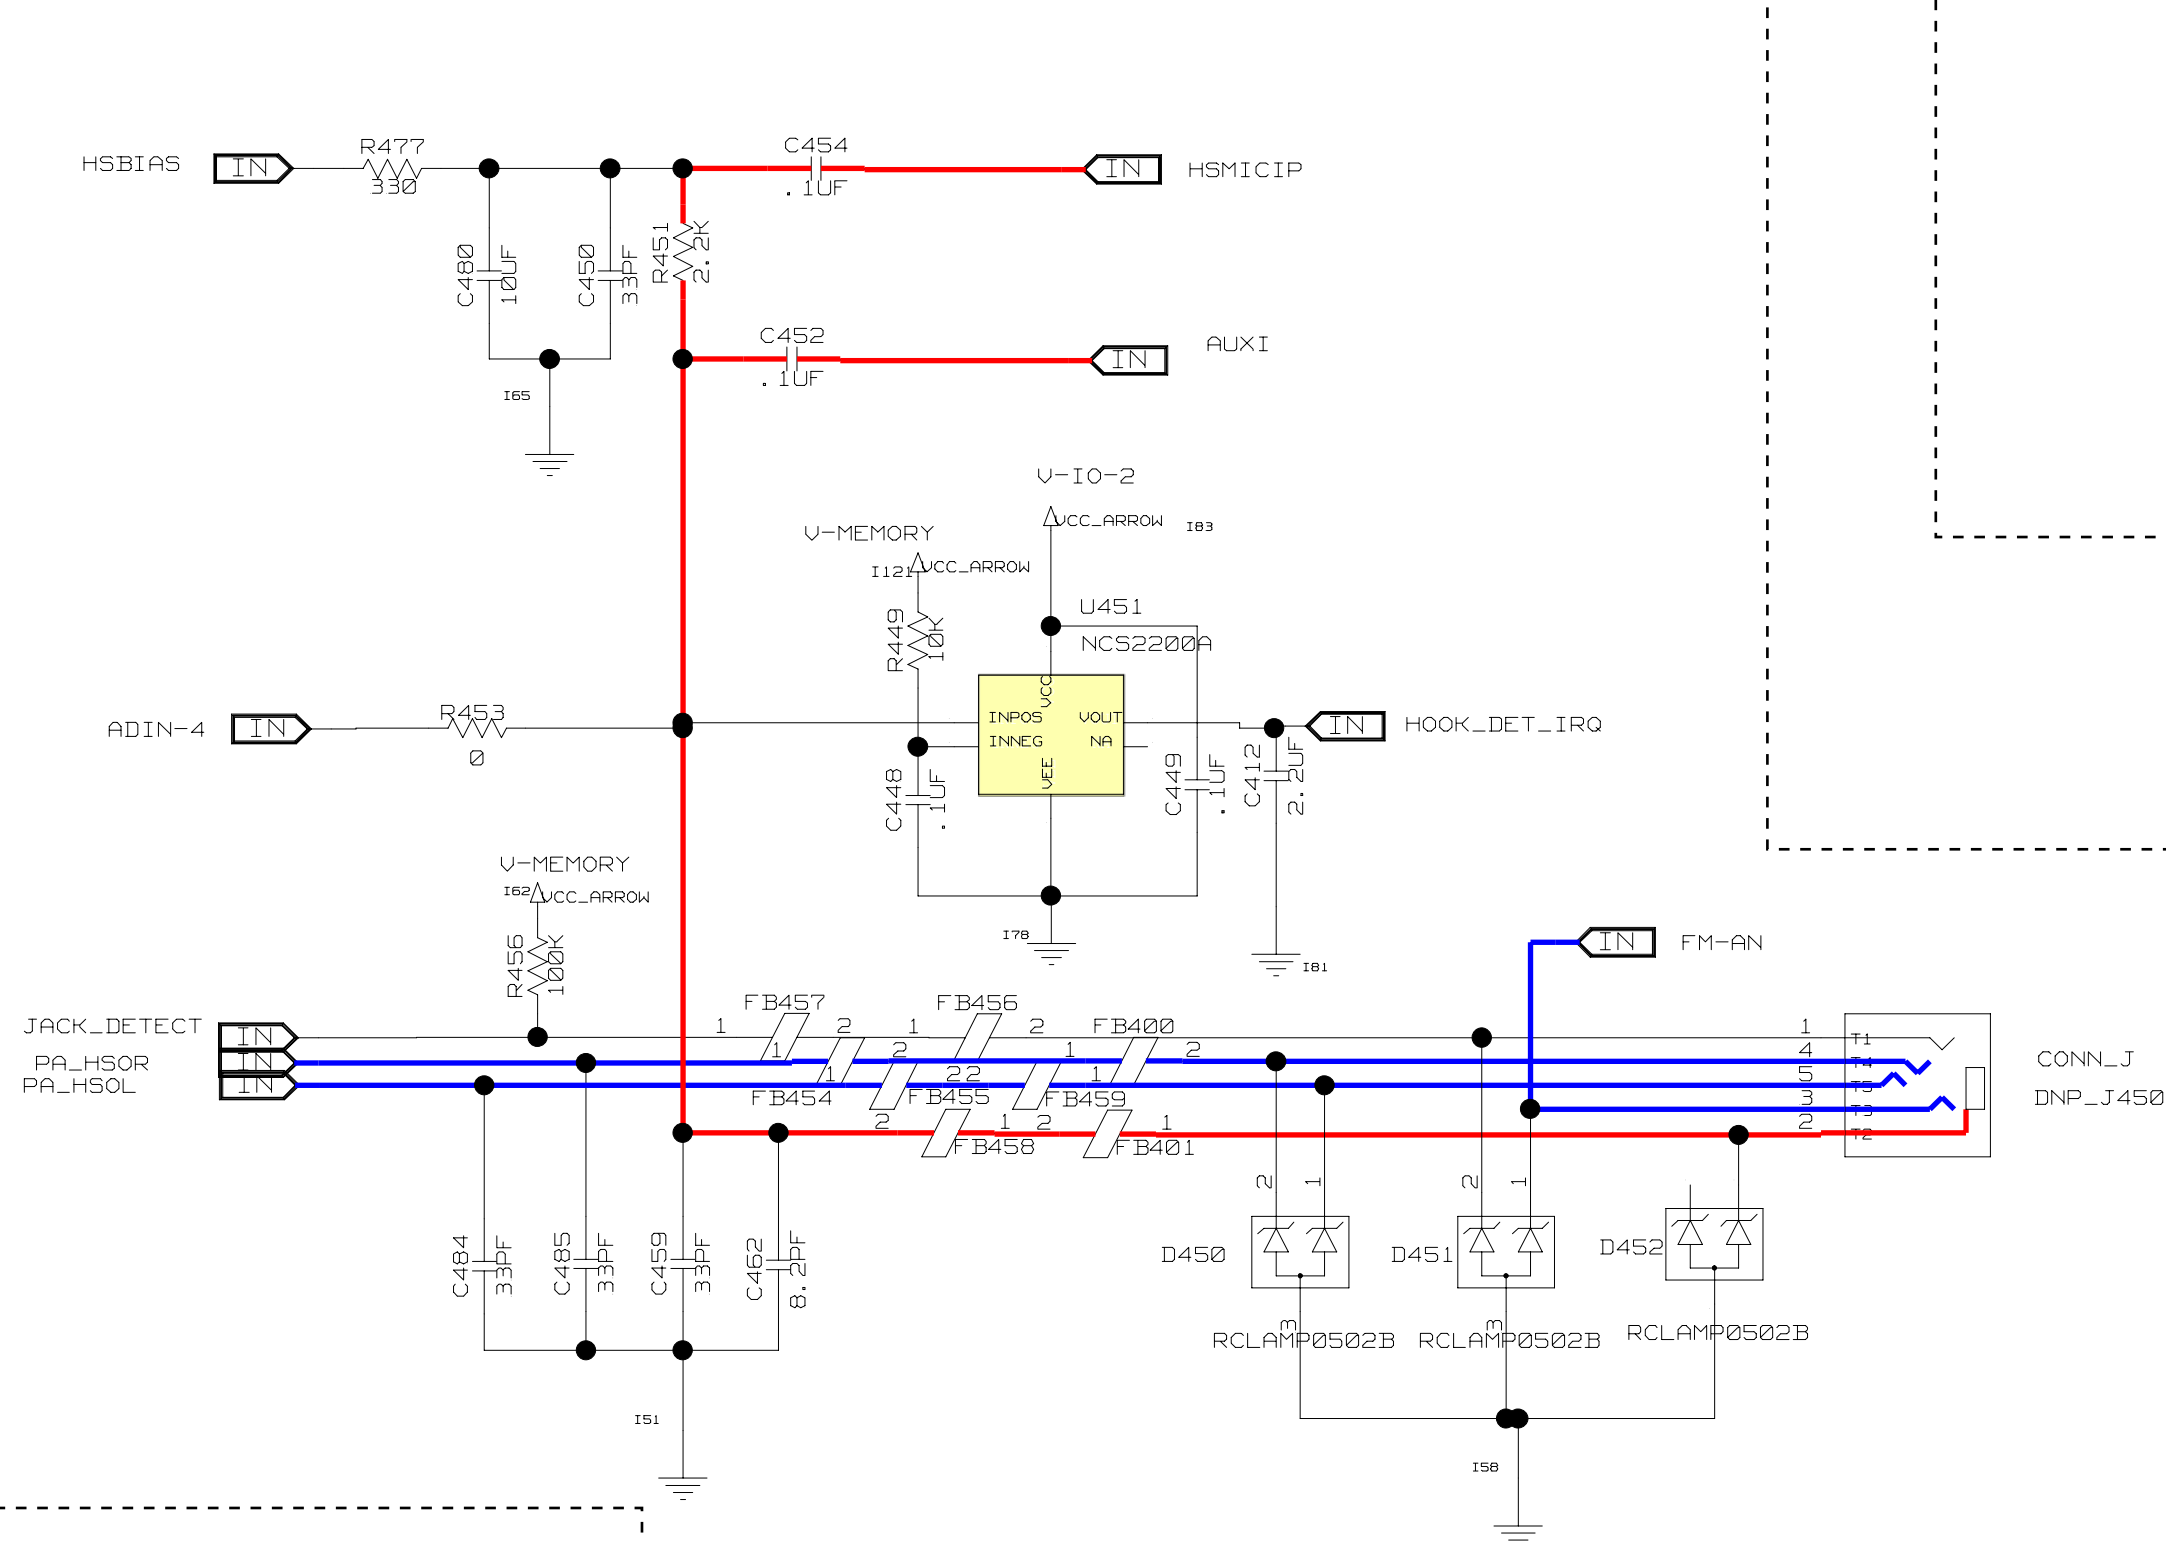 HSBIAS IN R477 330 C454 .1UF IN HSMICIP
C480 10UF C450 33PF R451 2.2K
C452 .1UF IN AUXI
I65
V-IO-2
VCC_ARROW I83
V-MEMORY
I121 VCC_ARROW
R449 10K
U451
NCS2200A
VCC
INPOS VOUT
INNEG NA
VEE
ADIN-4 IN R453 0
IN HOOK_DET_IRQ
C448 .1UF C449 .1UF C412 2.2UF
V-MEMORY
I62 VCC_ARROW
R456 100K
I78
I81
IN FM-AN
JACK_DETECT IN 1 FB457 2 1 FB456 2 FB400 1 T1
PA_HSOR IN 1 2 1 2 4 T4 CONN_J
PA_HSOL IN 1 22 1 5 T5
FB454 FB455 FB459 3 T3 DNP_J450
2 1 2 1 2 T2
FB458 FB401
2 1 2 1
C484 33PF C485 33PF C459 33PF C462 8.2PF
D450 D451 D452
3 3
RCLAMP0502B RCLAMP0502B RCLAMP0502B
I51
I58